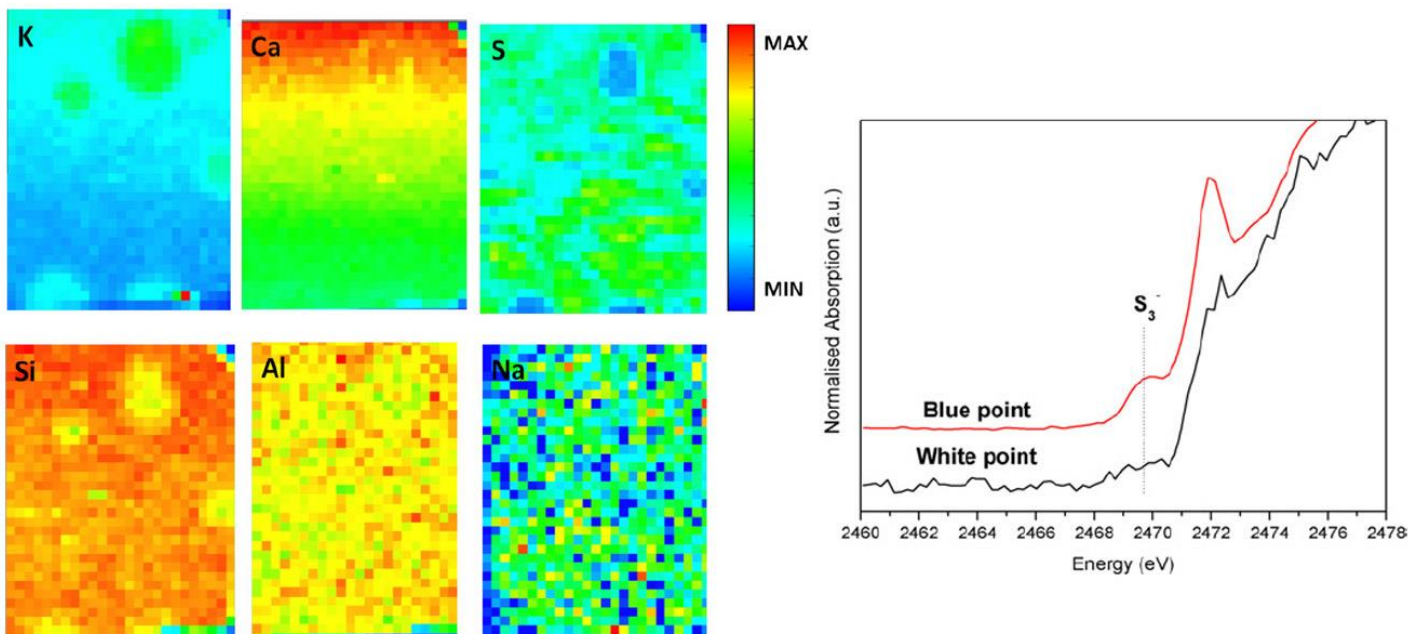 K
Ca
S
MAX
MIN
Si
Al
Na
Normalised Absorption (a.u.)
S₃⁻
Blue point
White point
2460 2462 2464 2466 2468 2470 2472 2474 2476 2478
Energy (eV)